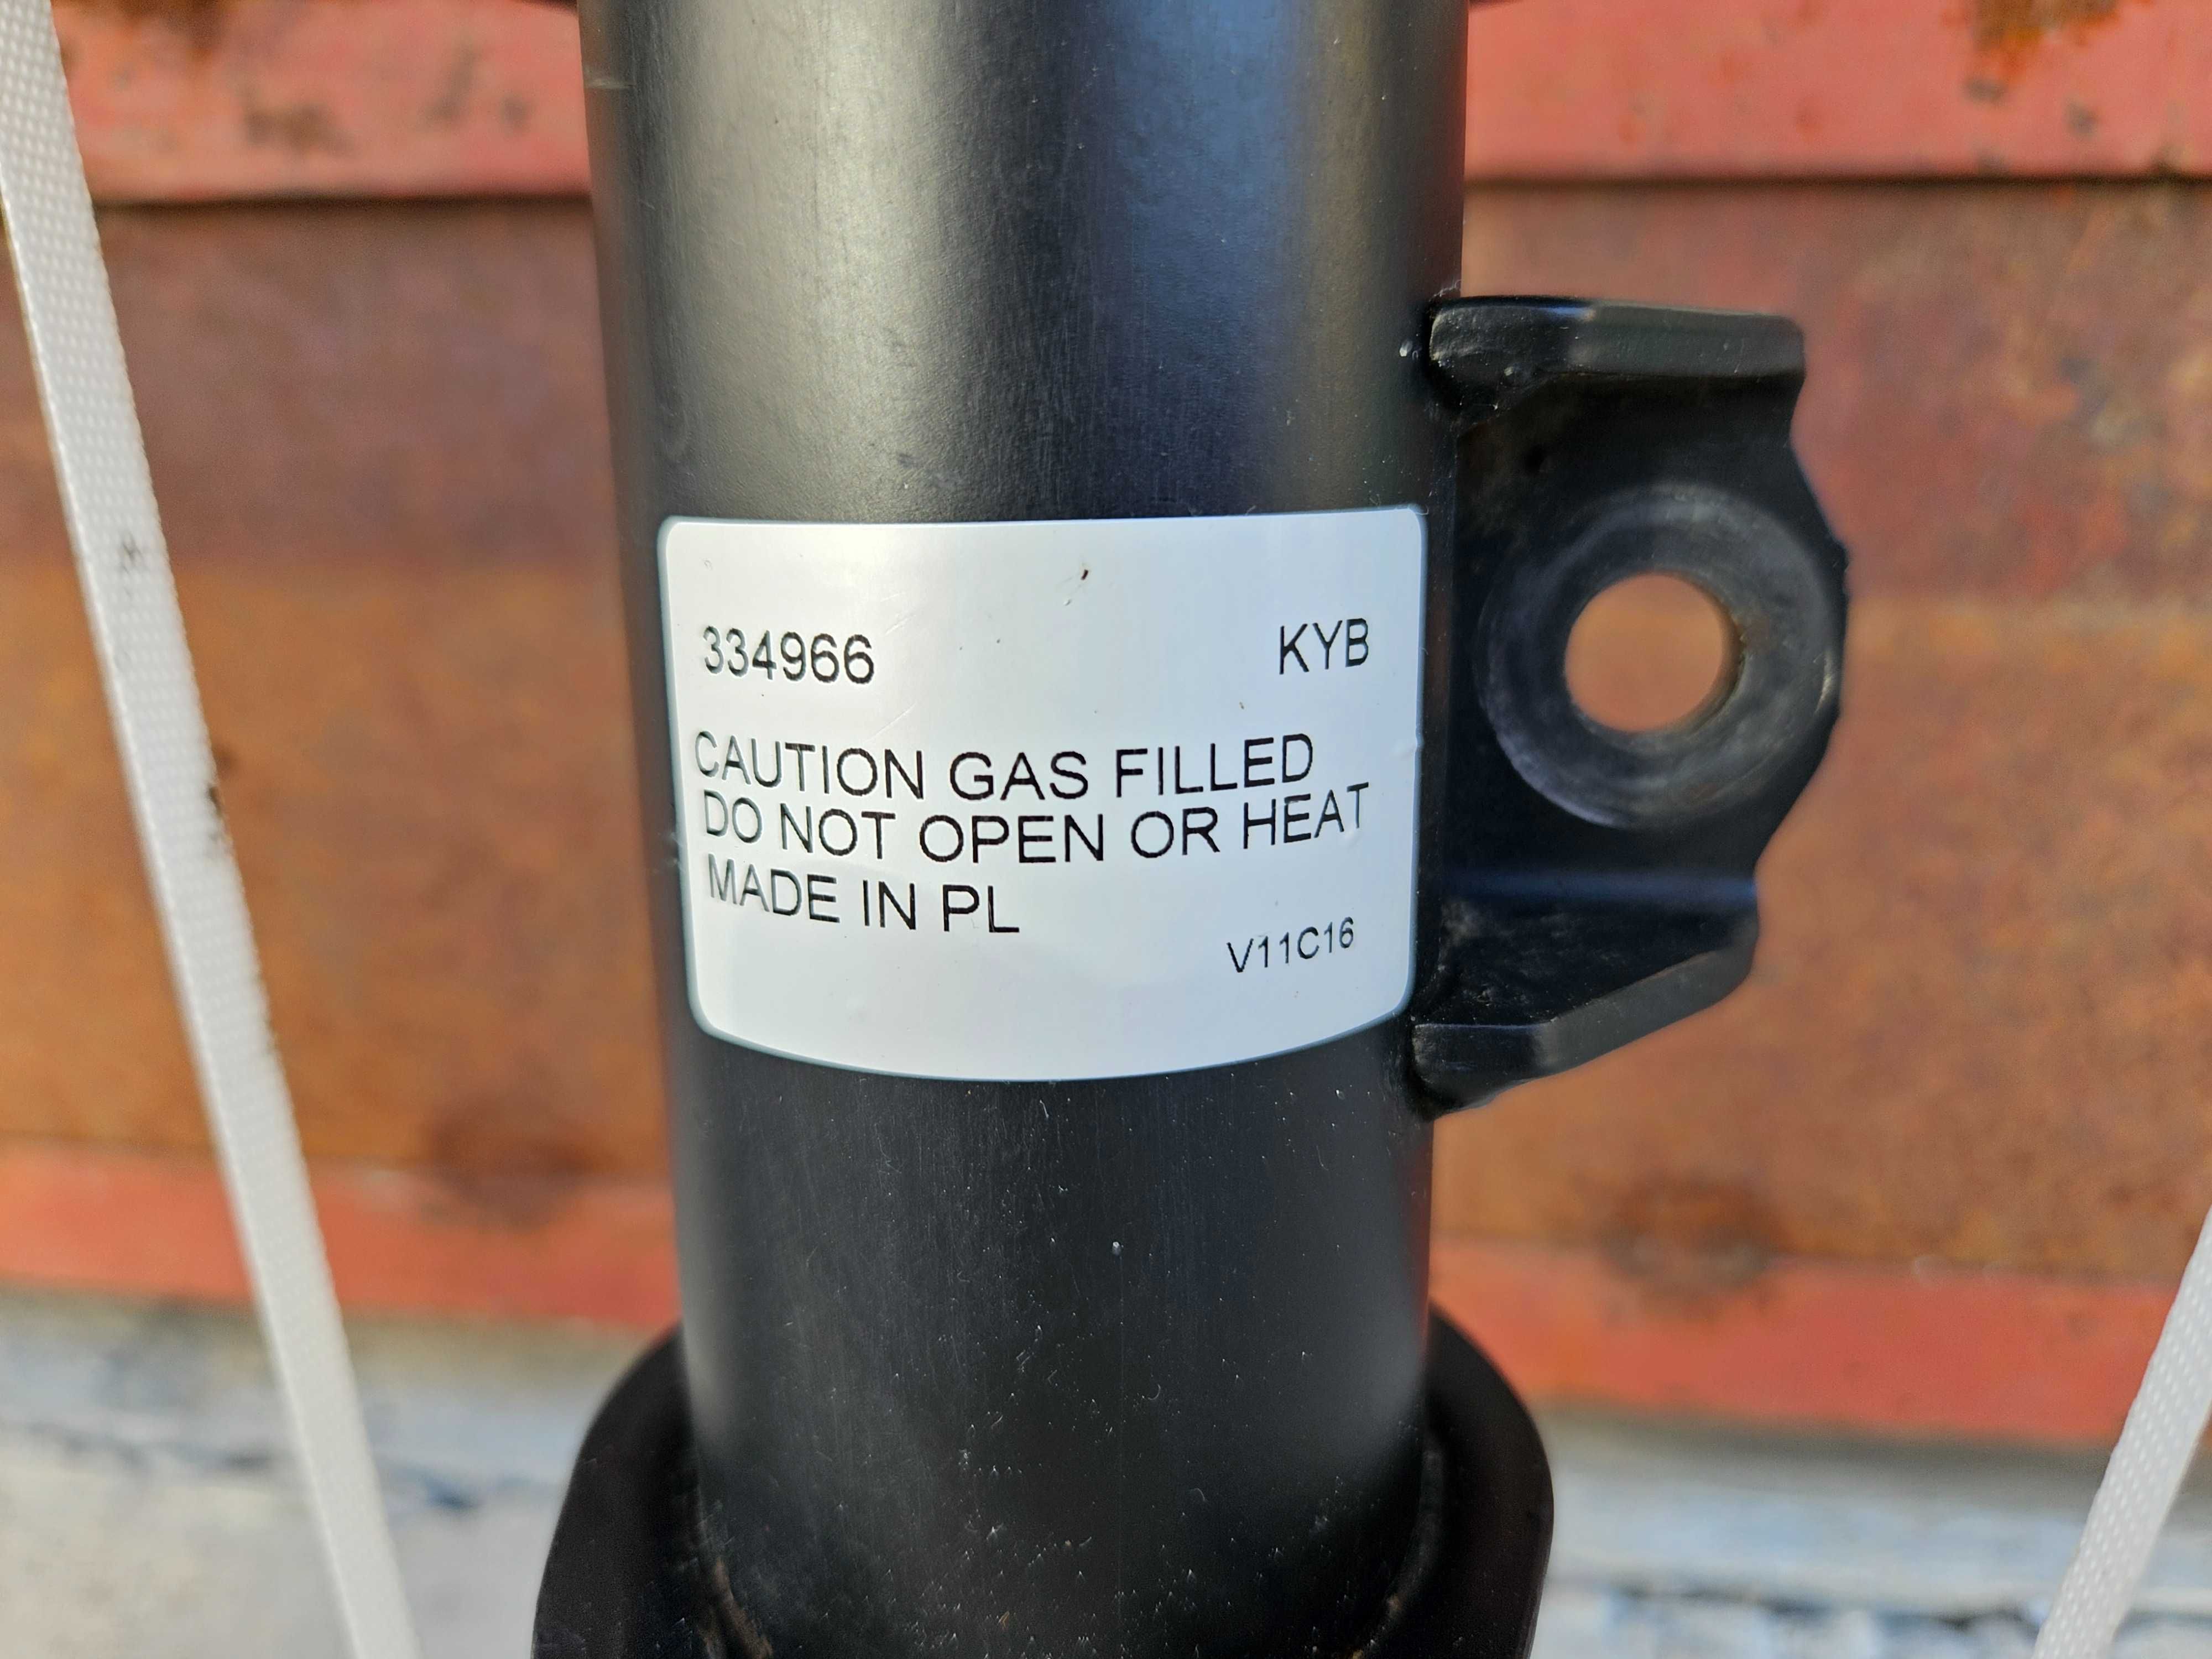 334966 KYB
CAUTION GAS FILLED
DO NOT OPEN OR HEAT
MADE IN PL
V11C16